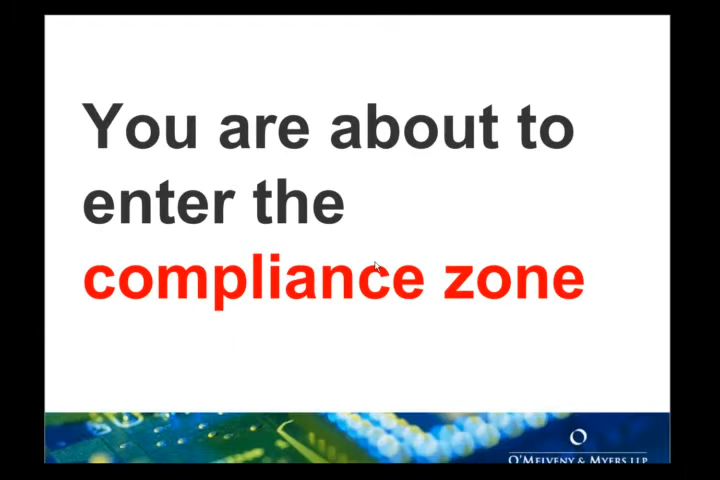 You are about to
enter the
compliance zone
O
O'MELVENY & MYERS LLP